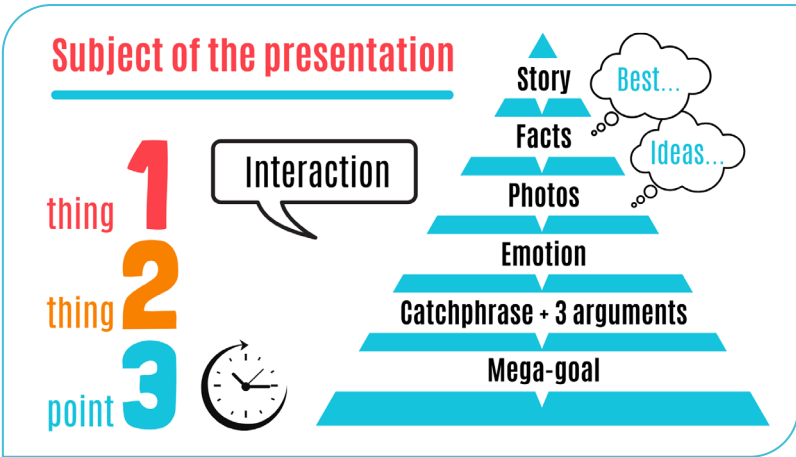 Subject of the presentation
thing 1
thing 2
point 3
Interaction
Story
Facts
Photos
Emotion
Catchphrase + 3 arguments
Mega-goal
Best...
Ideas...